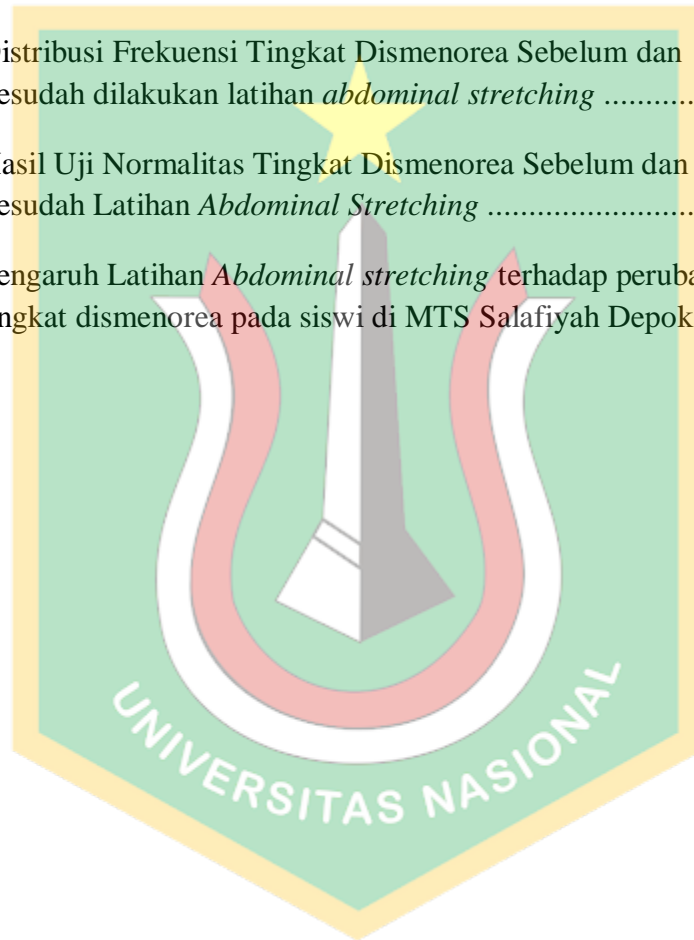 istribusi Frekuensi Tingkat Dismenorea Sebelum dan
esudah dilakukan latihan abdominal stretching ...........
asil Uji Normalitas Tingkat Dismenorea Sebelum dan
esudah Latihan Abdominal Stretching ..........................
engaruh Latihan Abdominal stretching terhadap peruba
ngkat dismenorea pada siswi di MTS Salafiyah Depok
UNIVERSITAS NASIONAL